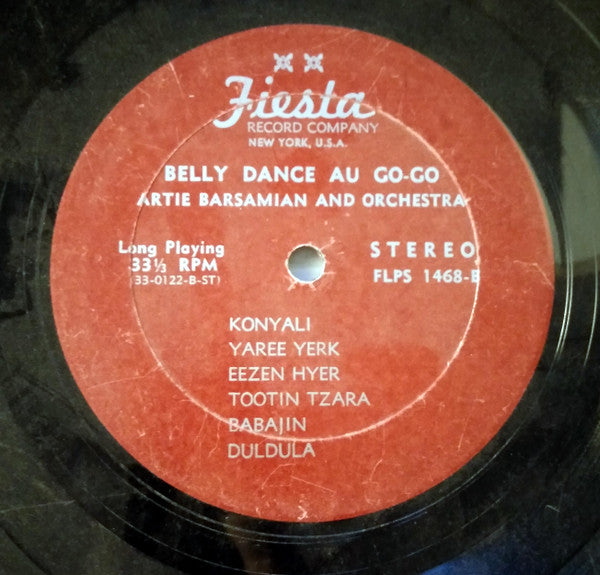 Fiesta
RECORD COMPANY
NEW YORK, U.S.A.
BELLY DANCE AU GO-GO
ARTIE BARSAMIAN AND ORCHESTRA
Long Playing
33⅓ RPM
(33-0122-B-ST)
STEREO
FLPS 1468-B
KONYALI
YAREE YERK
EEZEN HYER
TOOTIN TZARA
BABAJIN
DULDULA